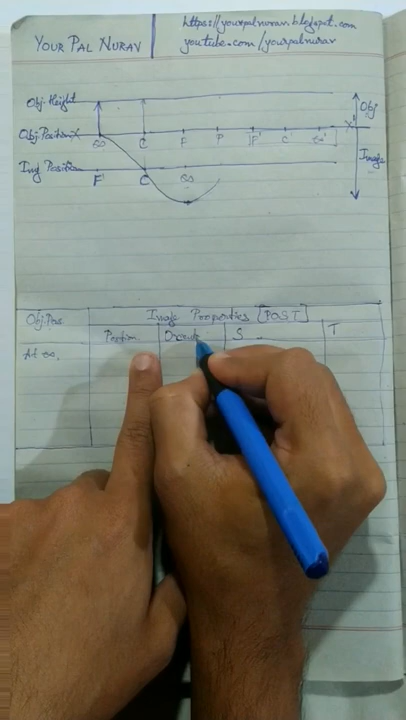 YOUR PAL NURAV
https://yourpalnurav.blogspot.com
youtube.com/yourpalnurav
Obj. Height
Obj
Obj. Position X
∞ C F P F' C' ∞' X'
Img Position
F' C ∞
Image
Obj. Pos
Image Properties [POST]
Position
S
T
At ∞,